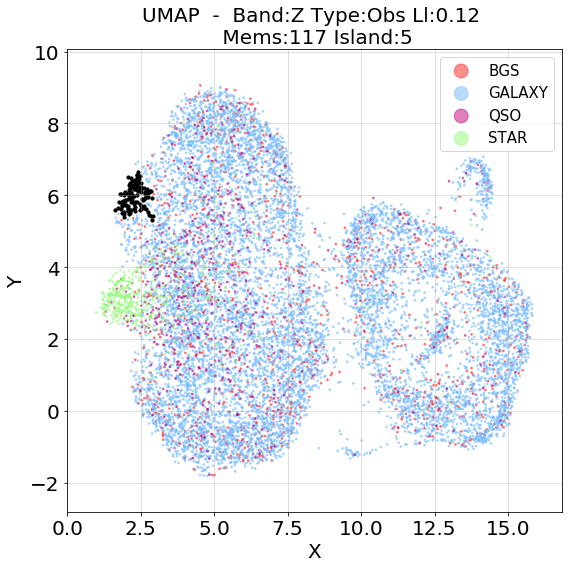 UMAP - Band:Z Type:Obs Ll:0.12
Mems:117 Island:5
BGS
GALAXY
QSO
STAR
10
8
6
4
2
0
−2
Y
0.0 2.5 5.0 7.5 10.0 12.5 15.0
X